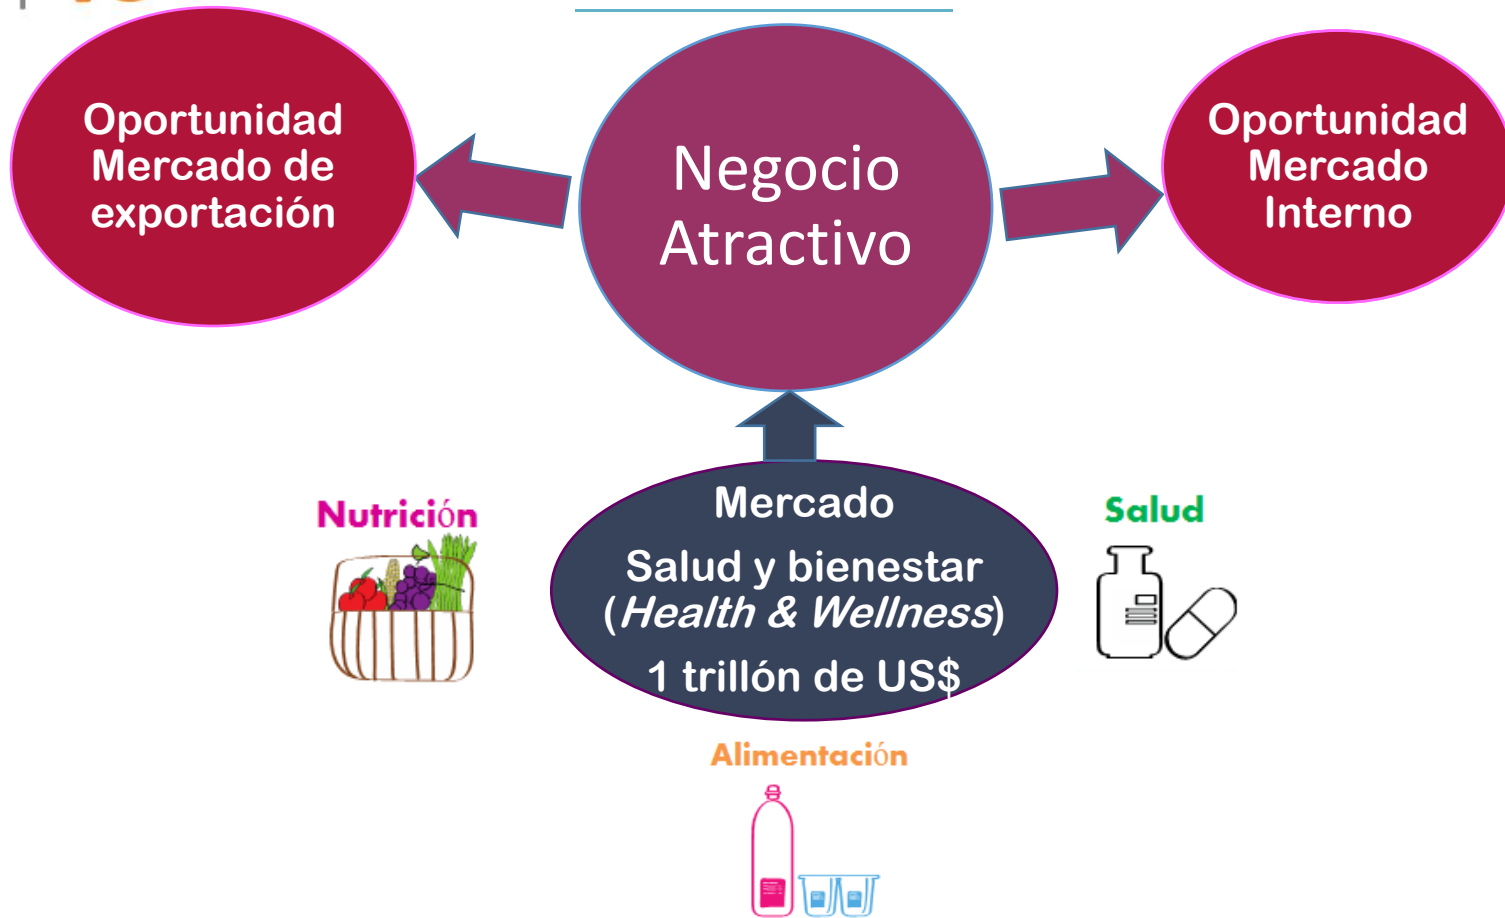 Oportunidad
Mercado de
exportación
Negocio
Atractivo
Oportunidad
Mercado
Interno
Nutrición
Mercado
Salud y bienestar
(Health & Wellness)
1 trillón de US$
Salud
Alimentación